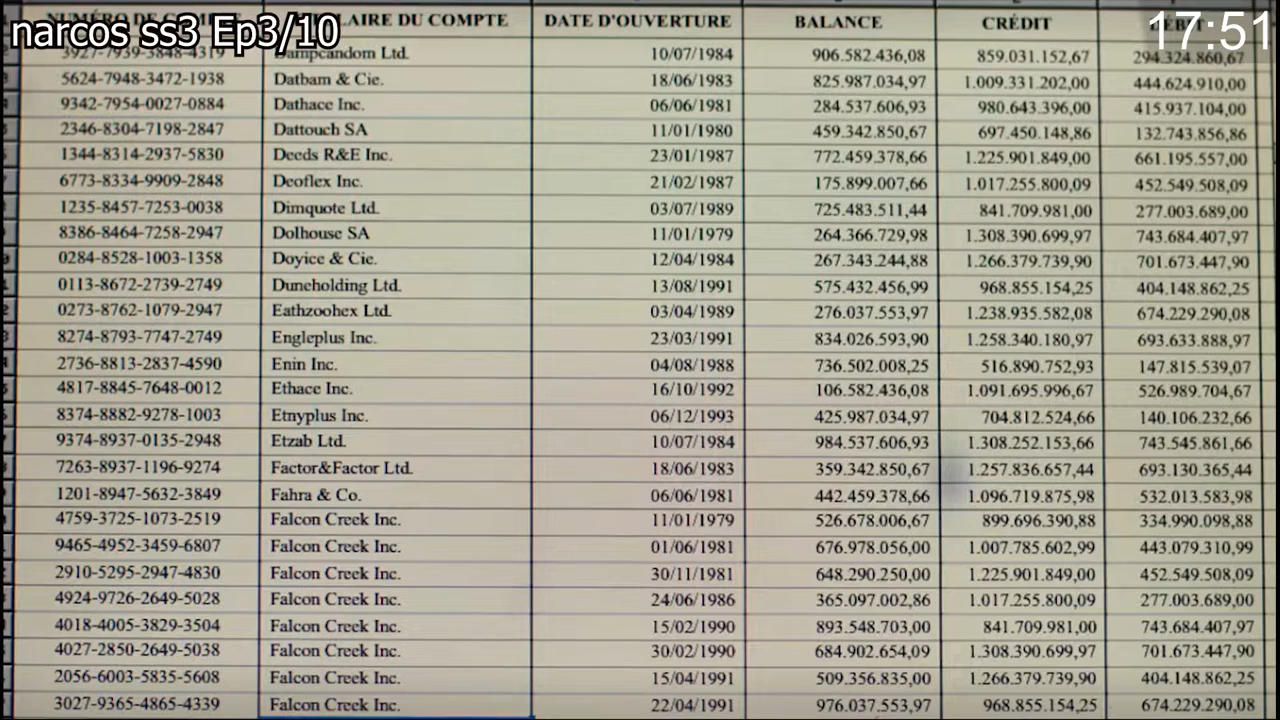 narcos ss3 Ep3/10
17:51
NUMÉRO DE COMPTE TITULAIRE DU COMPTE DATE D'OUVERTURE BALANCE CRÉDIT DÉBIT
3927-7939-3848-4319 Dampcandom Ltd. 10/07/1984 906.582.436,08 859.031.152,67 294.324.860,67
5624-7948-3472-1938 Datbam & Cie. 18/06/1983 825.987.034,97 1.009.331.202,00 444.624.910,00
9342-7954-0027-0884 Dathace Inc. 06/06/1981 284.537.606,93 980.643.396,00 415.937.104,00
2346-8304-7198-2847 Dattouch SA 11/01/1980 459.342.850,67 697.450.148,86 132.743.856,86
1344-8314-2937-5830 Deeds R&E Inc. 23/01/1987 772.459.378,66 1.225.901.849,00 661.195.557,00
6773-8334-9909-2848 Deoflex Inc. 21/02/1987 175.899.007,66 1.017.255.800,09 452.549.508,09
1235-8457-7253-0038 Dimquote Ltd. 03/07/1989 725.483.511,44 841.709.981,00 277.003.689,00
8386-8464-7258-2947 Dolhouse SA 11/01/1979 264.366.729,98 1.308.390.699,97 743.684.407,97
0284-8528-1003-1358 Doyice & Cie. 12/04/1984 267.343.244,88 1.266.379.739,90 701.673.447,90
0113-8672-2739-2749 Duneholding Ltd. 13/08/1991 575.432.456,99 968.855.154,25 404.148.862,25
0273-8762-1079-2947 Eathzoohex Ltd. 03/04/1989 276.037.553,97 1.238.935.582,08 674.229.290,08
8274-8793-7747-2749 Engleplus Inc. 23/03/1991 834.026.593,90 1.258.340.180,97 693.633.888,97
2736-8813-2837-4590 Enin Inc. 04/08/1988 736.502.008,25 516.890.752,93 147.815.539,07
4817-8845-7648-0012 Ethace Inc. 16/10/1992 106.582.436,08 1.091.695.996,67 526.989.704,67
8374-8882-9278-1003 Etnyplus Inc. 06/12/1993 425.987.034,97 704.812.524,66 140.106.232,66
9374-8937-0135-2948 Etzab Ltd. 10/07/1984 984.537.606,93 1.308.252.153,66 743.545.861,66
7263-8937-1196-9274 Factor&Factor Ltd. 18/06/1983 359.342.850,67 1.257.836.657,44 693.130.365,44
1201-8947-5632-3849 Fahra & Co. 06/06/1981 442.459.378,66 1.096.719.875,98 532.013.583,98
4759-3725-1073-2519 Falcon Creek Inc. 11/01/1979 526.678.006,67 899.696.390,88 334.990.098,88
9465-4952-3459-6807 Falcon Creek Inc. 01/06/1981 676.978.056,00 1.007.785.602,99 443.079.310,99
2910-5295-2947-4830 Falcon Creek Inc. 30/11/1981 648.290.250,00 1.225.901.849,00 452.549.508,09
4924-9726-2649-5028 Falcon Creek Inc. 24/06/1986 365.097.002,86 1.017.255.800,09 277.003.689,00
4018-4005-3829-3504 Falcon Creek Inc. 15/02/1990 893.548.703,00 841.709.981,00 743.684.407,97
4027-2850-2649-5038 Falcon Creek Inc. 30/02/1990 684.902.654,09 1.308.390.699,97 701.673.447,90
2056-6003-5835-5608 Falcon Creek Inc. 15/04/1991 509.356.835,00 1.266.379.739,90 404.148.862,25
3027-9365-4865-4339 Falcon Creek Inc. 22/04/1991 976.037.553,97 968.855.154,25 674.229.290,08